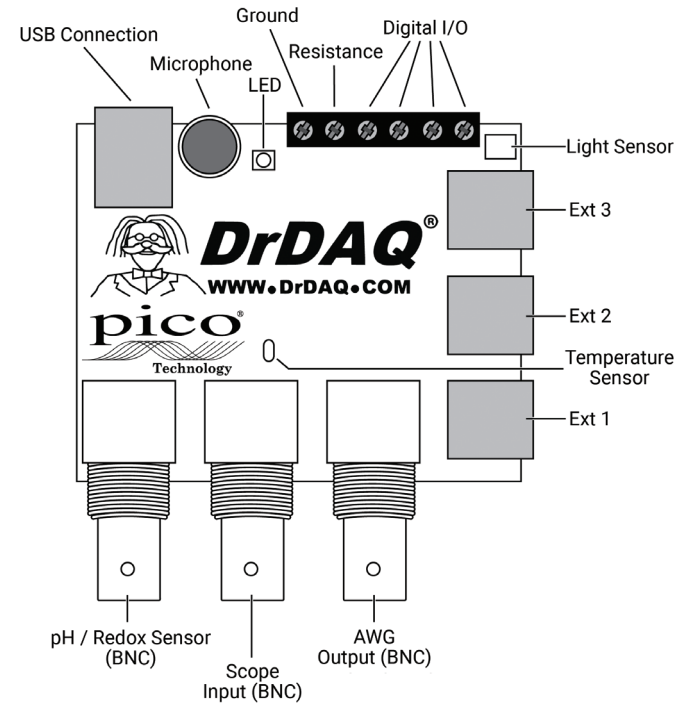 Ground
USB Connection
Digital I/O
Resistance
Microphone
LED
Light Sensor
Ext 3
DrDAQ®
WWW.DrDAQ.COM
pico®
Technology
Ext 2
Temperature
Sensor
Ext 1
pH / Redox Sensor
(BNC)
Scope
Input (BNC)
AWG
Output (BNC)